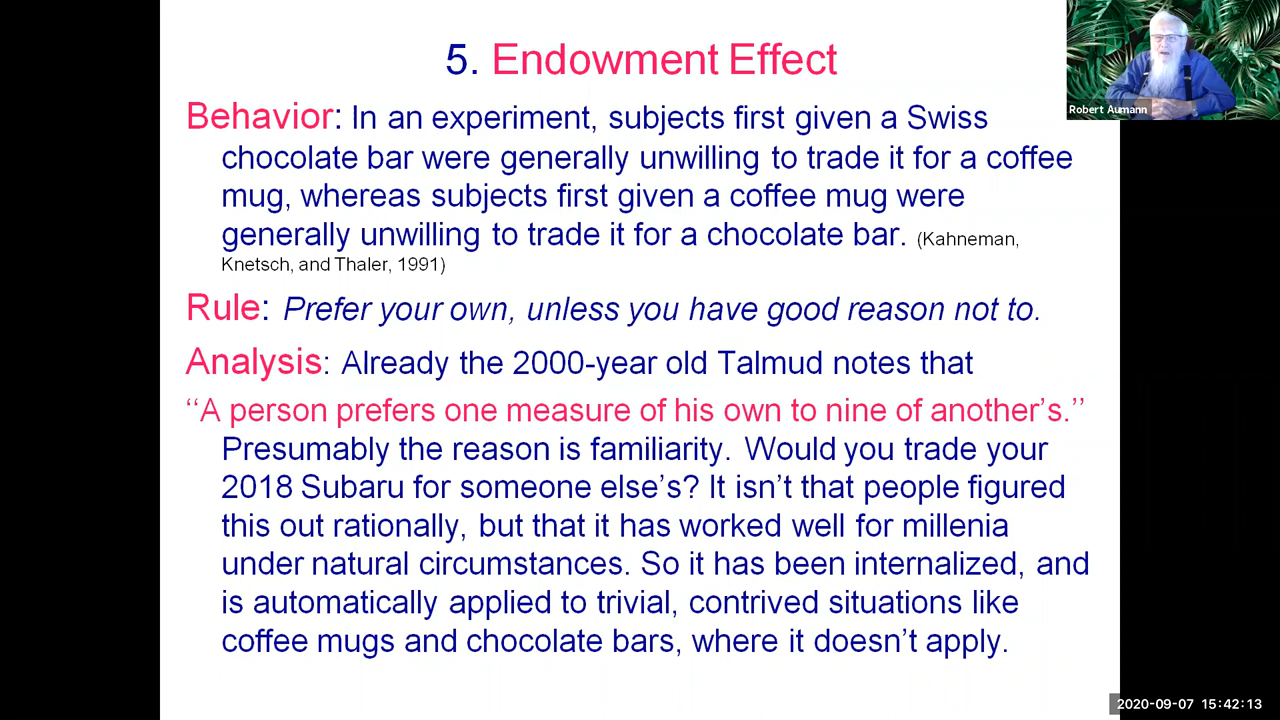 5. Endowment Effect
Robert Aumann
Behavior: In an experiment, subjects first given a Swiss
chocolate bar were generally unwilling to trade it for a coffee
mug, whereas subjects first given a coffee mug were
generally unwilling to trade it for a chocolate bar. (Kahneman,
Knetsch, and Thaler, 1991)
Rule: Prefer your own, unless you have good reason not to.
Analysis: Already the 2000-year old Talmud notes that
‘‘A person prefers one measure of his own to nine of another’s.’’
Presumably the reason is familiarity. Would you trade your
2018 Subaru for someone else’s? It isn’t that people figured
this out rationally, but that it has worked well for millenia
under natural circumstances. So it has been internalized, and
is automatically applied to trivial, contrived situations like
coffee mugs and chocolate bars, where it doesn’t apply.
2020-09-07 15:42:13